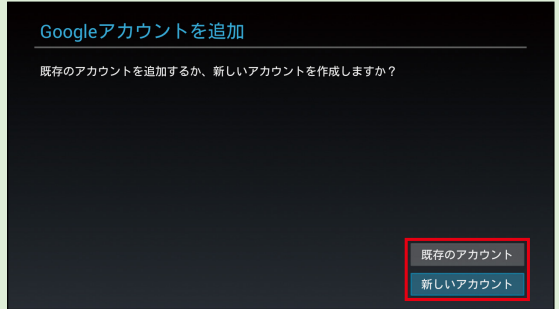 Googleアカウントを追加
既存のアカウントを追加するか、新しいアカウントを作成しますか？
既存のアカウント
新しいアカウント